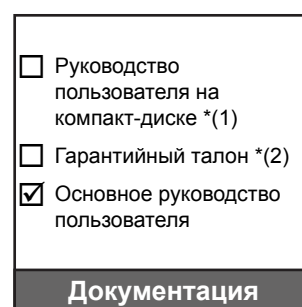 Руководство
пользователя на
компакт-диске *(1)
Гарантийный талон *(2)
Основное руководство
пользователя
Документация